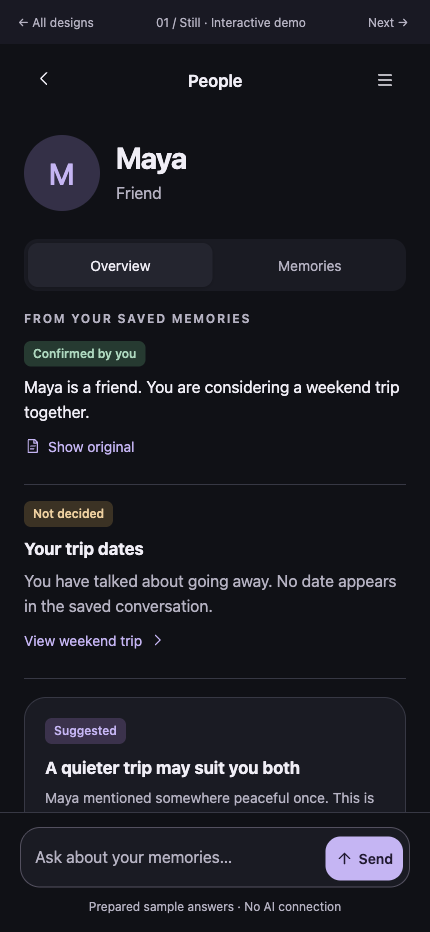 ← All designs
01 / Still · Interactive demo
Next →
People
M
Maya
Friend
Overview
Memories
FROM YOUR SAVED MEMORIES
Confirmed by you
Maya is a friend. You are considering a weekend trip
together.
Show original
Not decided
Your trip dates
You have talked about going away. No date appears
in the saved conversation.
View weekend trip
Suggested
A quieter trip may suit you both
Maya mentioned somewhere peaceful once. This is
Ask about your memories...
↑ Send
Prepared sample answers · No AI connection